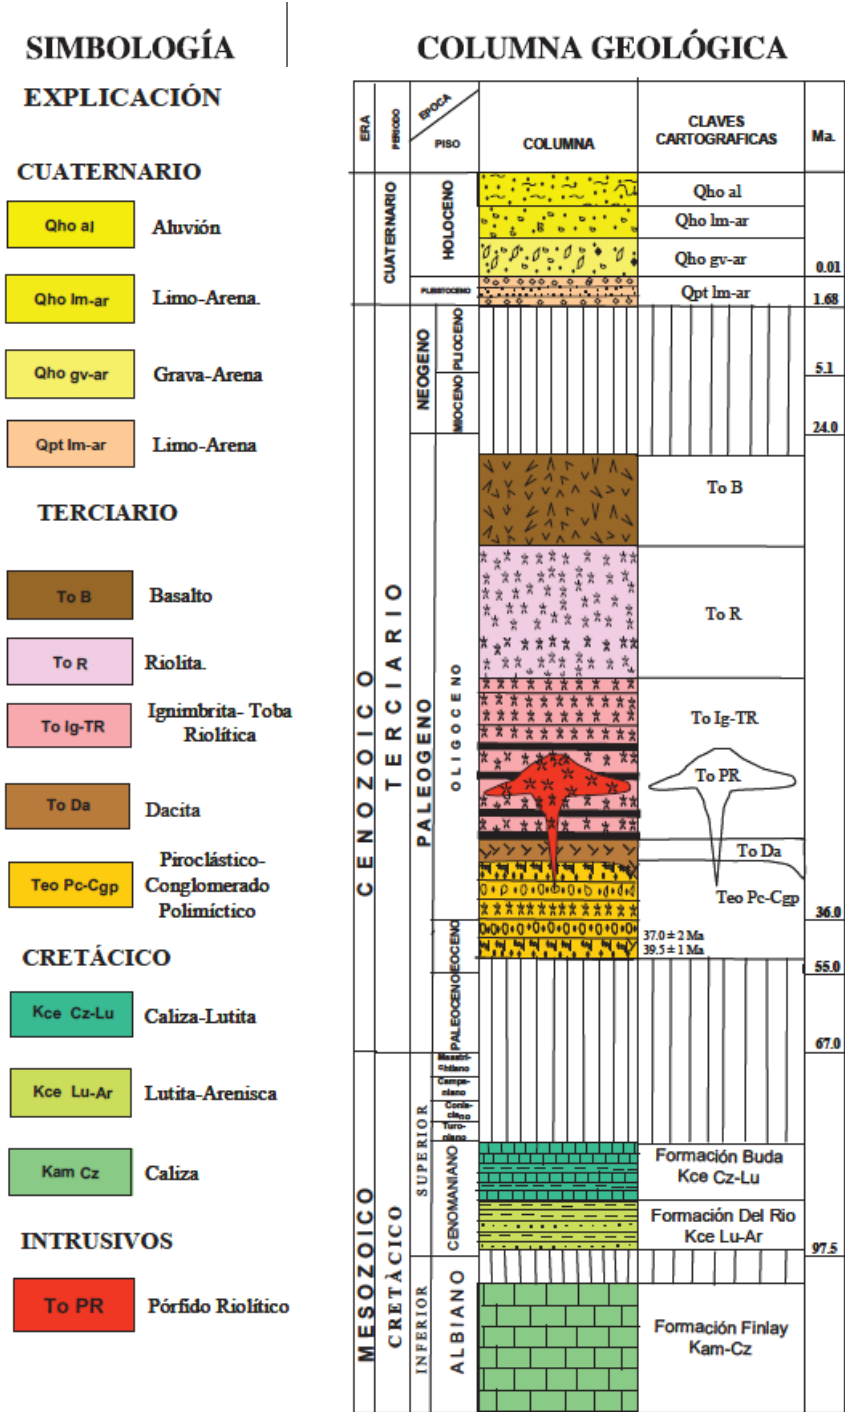 SIMBOLOGÍA
EXPLICACIÓN
CUATERNARIO
Qho al
Aluvión
Qho lm-ar
Limo-Arena.
Qho gv-ar
Grava-Arena
Qpt lm-ar
Limo-Arena
TERCIARIO
To B
Basalto
To R
Riolita.
To Ig-TR
Ignimbrita- Toba
Riolítica
To Da
Dacita
Teo Pc-Cgp
Piroclástico-
Conglomerado
Polimíctico
CRETÁCICO
Kce Cz-Lu
Caliza-Lutita
Kce Lu-Ar
Lutita-Arenisca
Kam Cz
Caliza
INTRUSIVOS
To PR
Pórfido Riolítico
COLUMNA GEOLÓGICA
ERA
PERIODO
EPOCA
PISO
COLUMNA
CLAVES
CARTOGRAFICAS
Ma.
CENOZOICO
CUATERNARIO
HOLOCENO
Qho al
Qho lm-ar
Qho gv-ar
0.01
PLEISTOCENO
Qpt lm-ar
1.68
TERCIARIO
NEOGENO
PLIOCENO
5.1
MIOCENO
24.0
PALEOGENO
OLIGOCENO
To B
To R
To Ig-TR
To PR
To Da
Teo Pc-Cgp
36.0
EOCENO
37.0 ± 2 Ma
39.5 ± 1 Ma
55.0
PALEOCENO
67.0
MESOZOICO
CRETÀCICO
SUPERIOR
Maastri-
chtiano
Campa-
niano
Conia-
ciano
Turo-
niano
CENOMANIANO
Formación Buda
Kce Cz-Lu
Formación Del Rio
Kce Lu-Ar
97.5
INFERIOR
ALBIANO
Formación Finlay
Kam-Cz